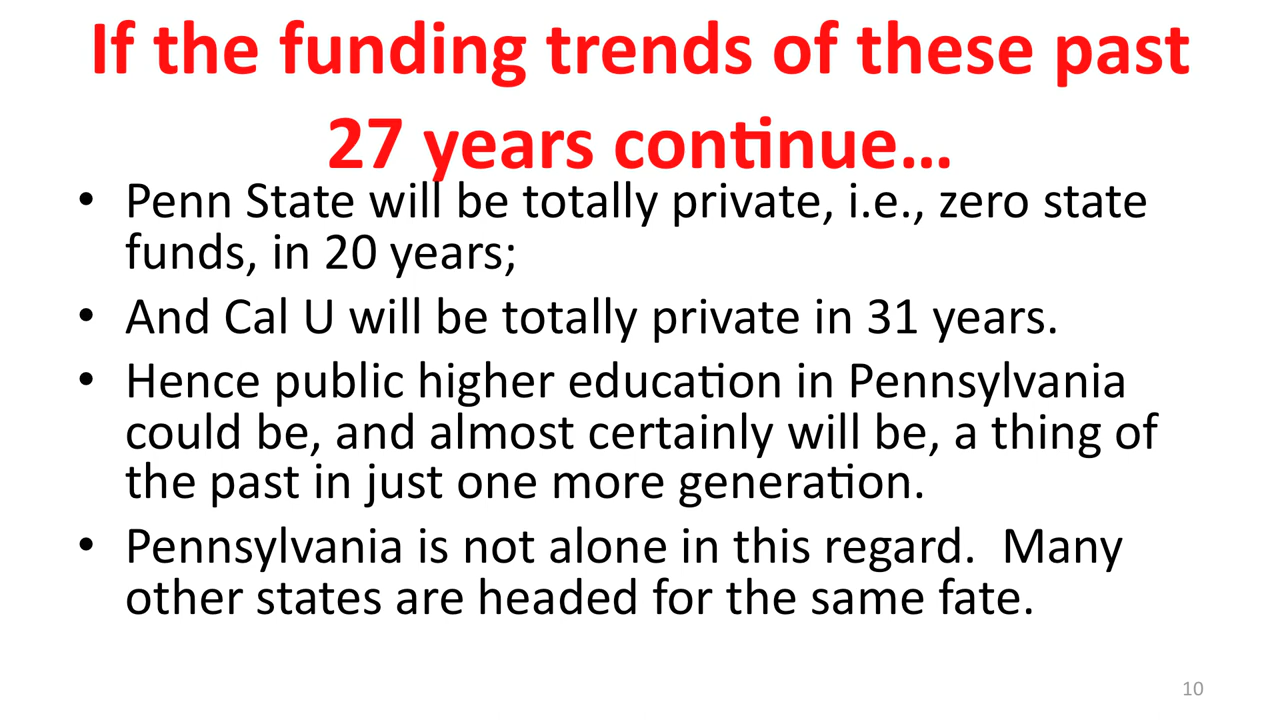 If the funding trends of these past
27 years continue…
• Penn State will be totally private, i.e., zero state
funds, in 20 years;
• And Cal U will be totally private in 31 years.
• Hence public higher education in Pennsylvania
could be, and almost certainly will be, a thing of
the past in just one more generation.
• Pennsylvania is not alone in this regard.  Many
other states are headed for the same fate.
10